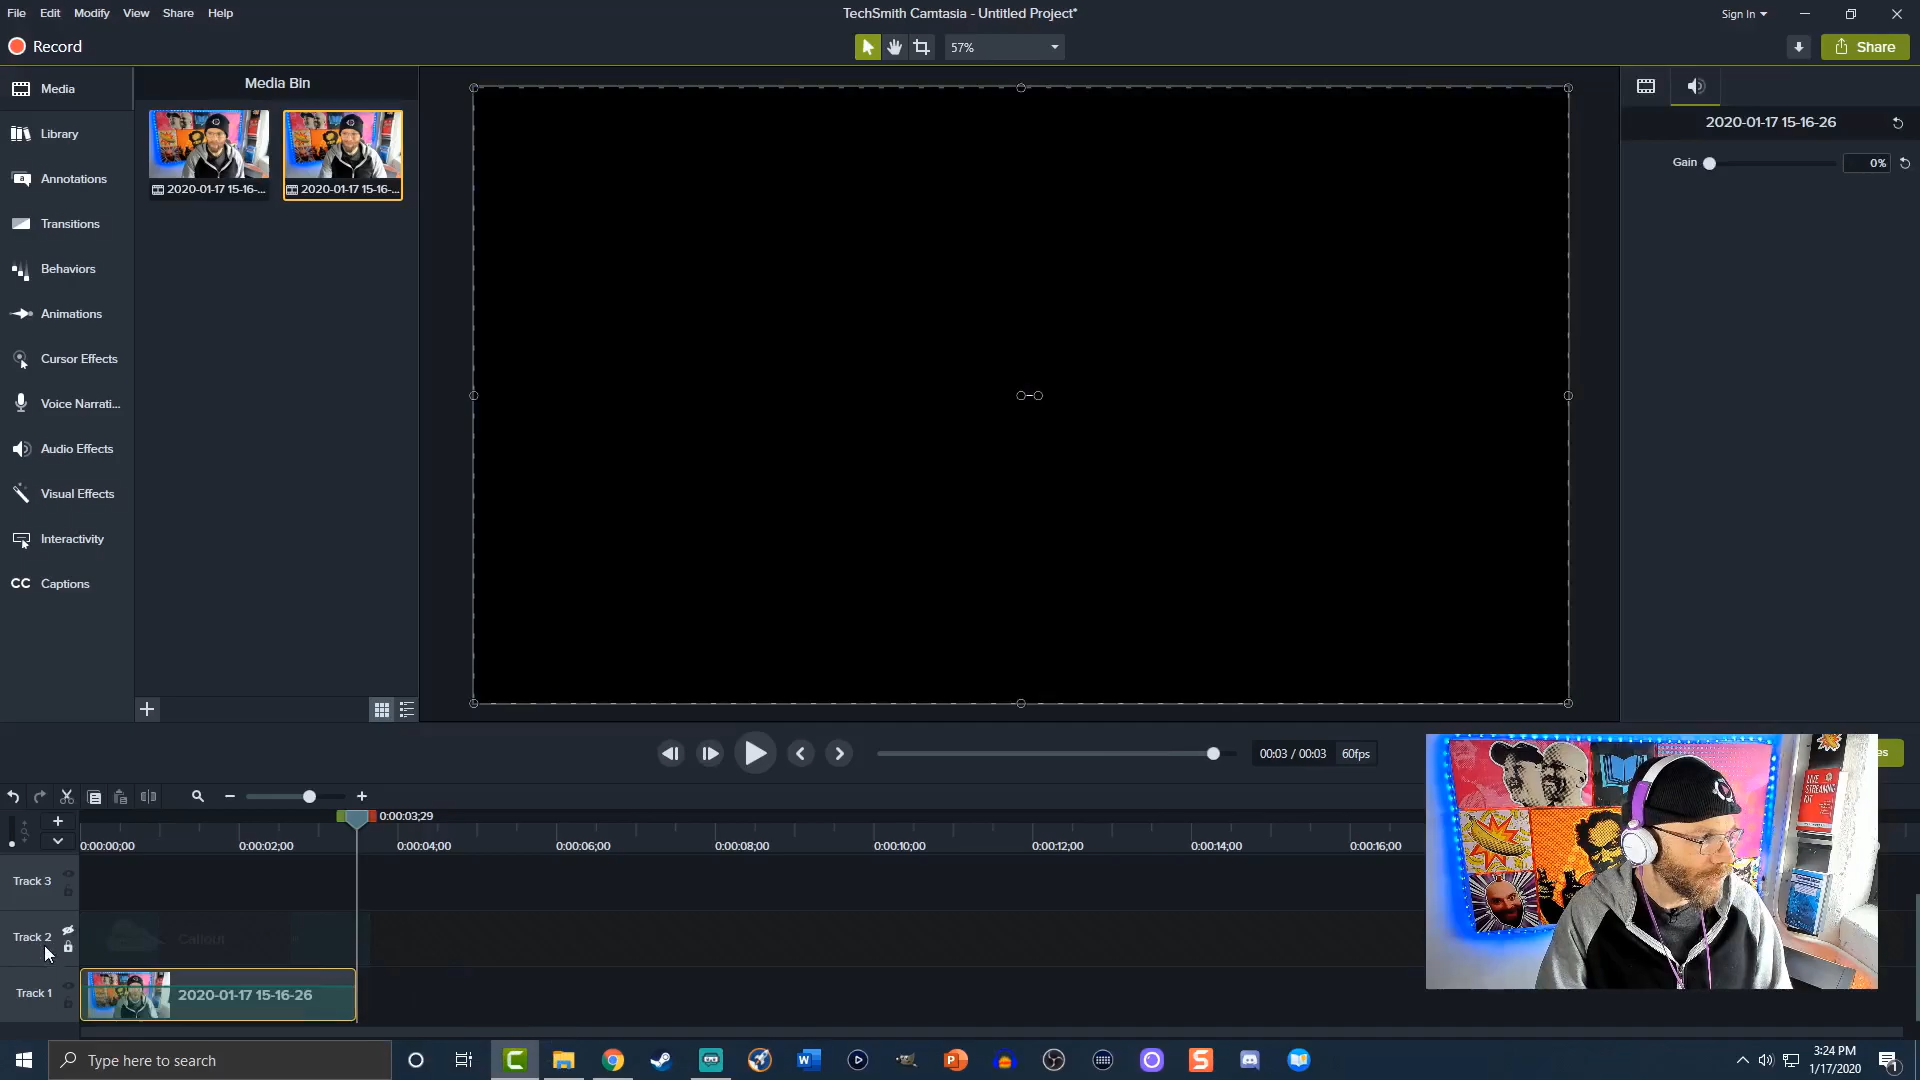 File Edit Modify View Share Help
TechSmith Camtasia - Untitled Project*
Sign In
Record
57%
Share
Media
Library
Annotations
Transitions
Behaviors
Animations
Cursor Effects
Voice Narrati...
Audio Effects
Visual Effects
Interactivity
CC Captions
Media Bin
2020-01-17 15-16-...
2020-01-17 15-16-...
2020-01-17 15-16-26
Gain
0%
00:03 / 00:03
60fps
es
0:00:03;29
0:00:00;00
0:00:02;00
0:00:04;00
0:00:06;00
0:00:08;00
0:00:10;00
0:00:12;00
0:00:14;00
0:00:16;00
Track 3
Track 2
Callout
Track 1
2020-01-17 15-16-26
LIVE
STREAMING
KIT
Type here to search
3:24 PM
1/17/2020